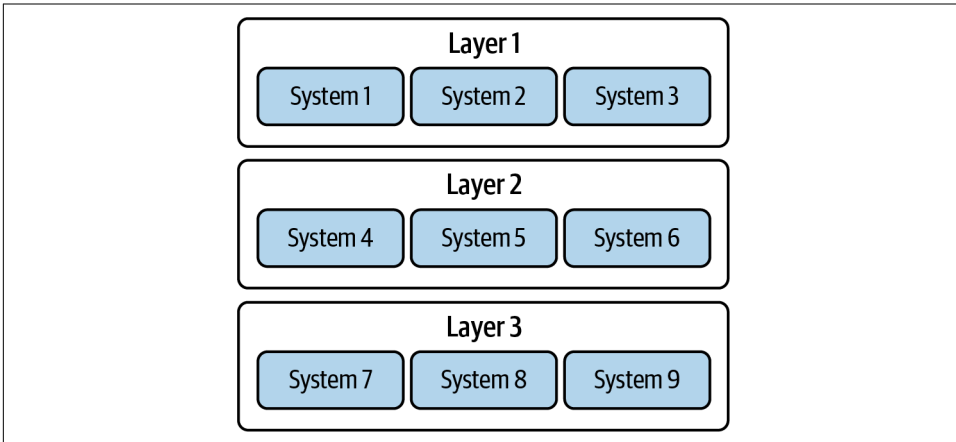 Layer 1
System 1 System 2 System 3
Layer 2
System 4 System 5 System 6
Layer 3
System 7 System 8 System 9